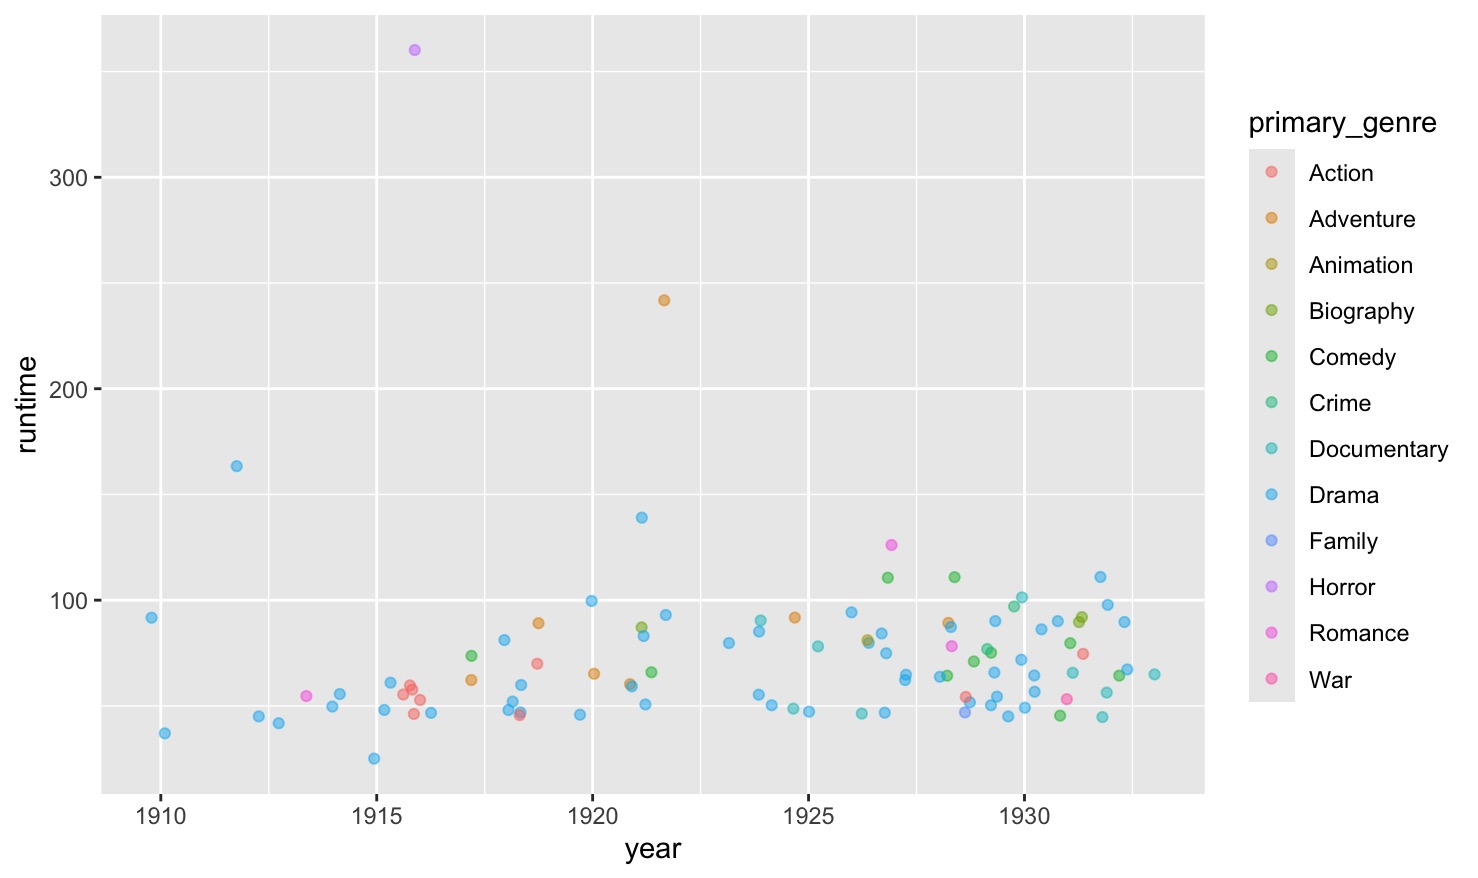 300
200
100
runtime
1910
1915
1920
1925
1930
year
primary_genre
Action
Adventure
Animation
Biography
Comedy
Crime
Documentary
Drama
Family
Horror
Romance
War